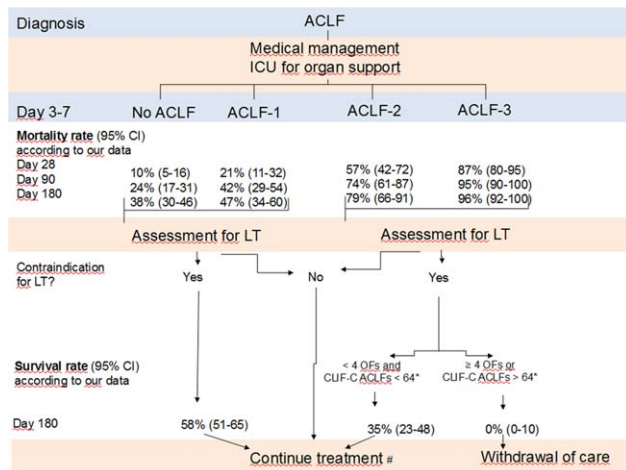 Diagnosis ACLF
Medical management
ICU for organ support
Day 3-7 No ACLF ACLF-1 ACLF-2 ACLF-3
Mortality rate (95% CI)
according to our data
Day 28 10% (5-16) 21% (11-32) 57% (42-72) 87% (80-95)
Day 90 24% (17-31) 42% (29-54) 74% (61-87) 95% (90-100)
Day 180 38% (30-46) 47% (34-60) 79% (66-91) 96% (92-100)
Assessment for LT Assessment for LT
Contraindication
for LT? Yes No Yes
Survival rate (95% CI)
according to our data
< 4 OFs and ≥ 4 OFs or
CLIF-C ACLFs < 64* CLIF-C ACLFs > 64*
Day 180 58% (51-65) 35% (23-48) 0% (0-10)
Continue treatment # Withdrawal of care